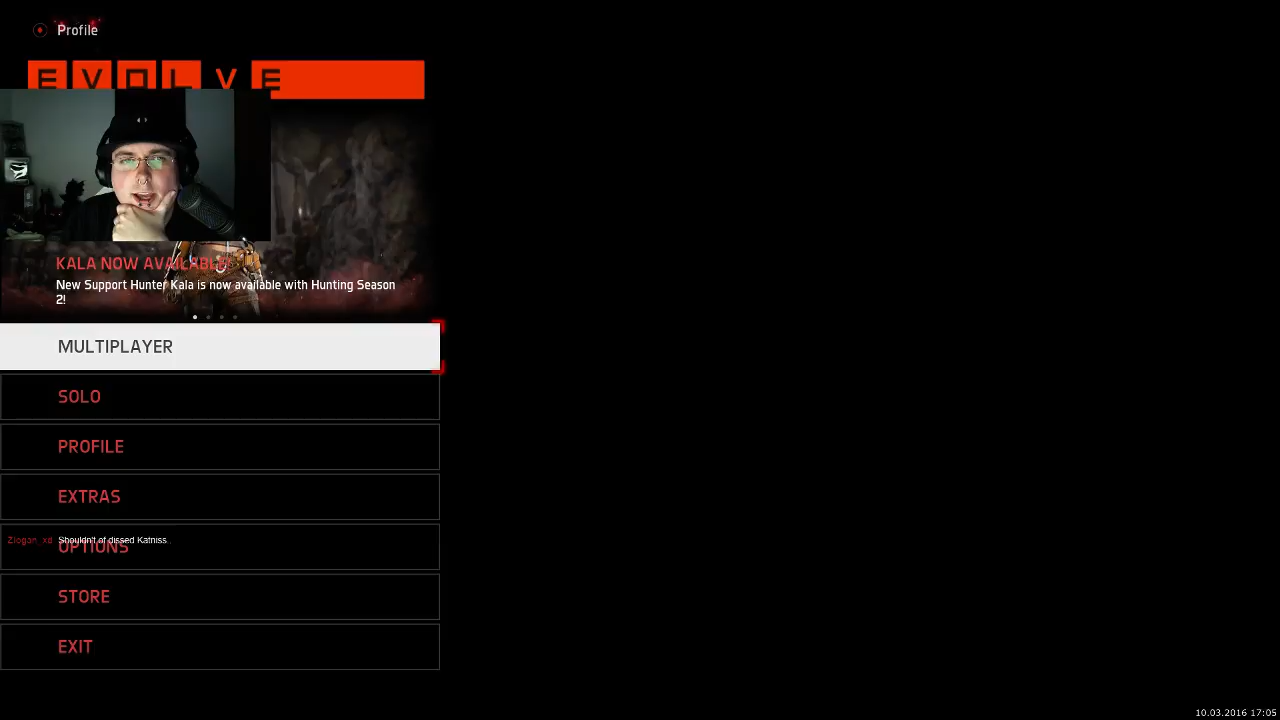 Profile
EVOLVE
KALA NOW AVAILABLE!
New Support Hunter Kala is now available with Hunting Season
2!
MULTIPLAYER
SOLO
PROFILE
EXTRAS
Zlogan_xd Shouldn't of dissed Katniss..
OPTIONS
STORE
EXIT
10.03.2016 17:05